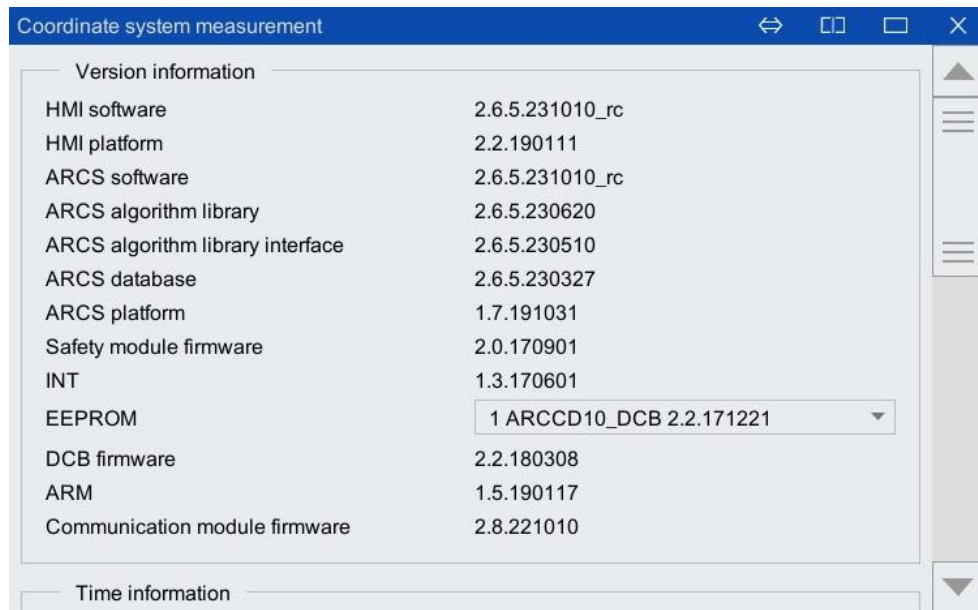 Coordinate system measurement
Version information
HMI software 2.6.5.231010_rc
HMI platform 2.2.190111
ARCS software 2.6.5.231010_rc
ARCS algorithm library 2.6.5.230620
ARCS algorithm library interface 2.6.5.230510
ARCS database 2.6.5.230327
ARCS platform 1.7.191031
Safety module firmware 2.0.170901
INT 1.3.170601
EEPROM 1 ARCCD10_DCB 2.2.171221
DCB firmware 2.2.180308
ARM 1.5.190117
Communication module firmware 2.8.221010
Time information